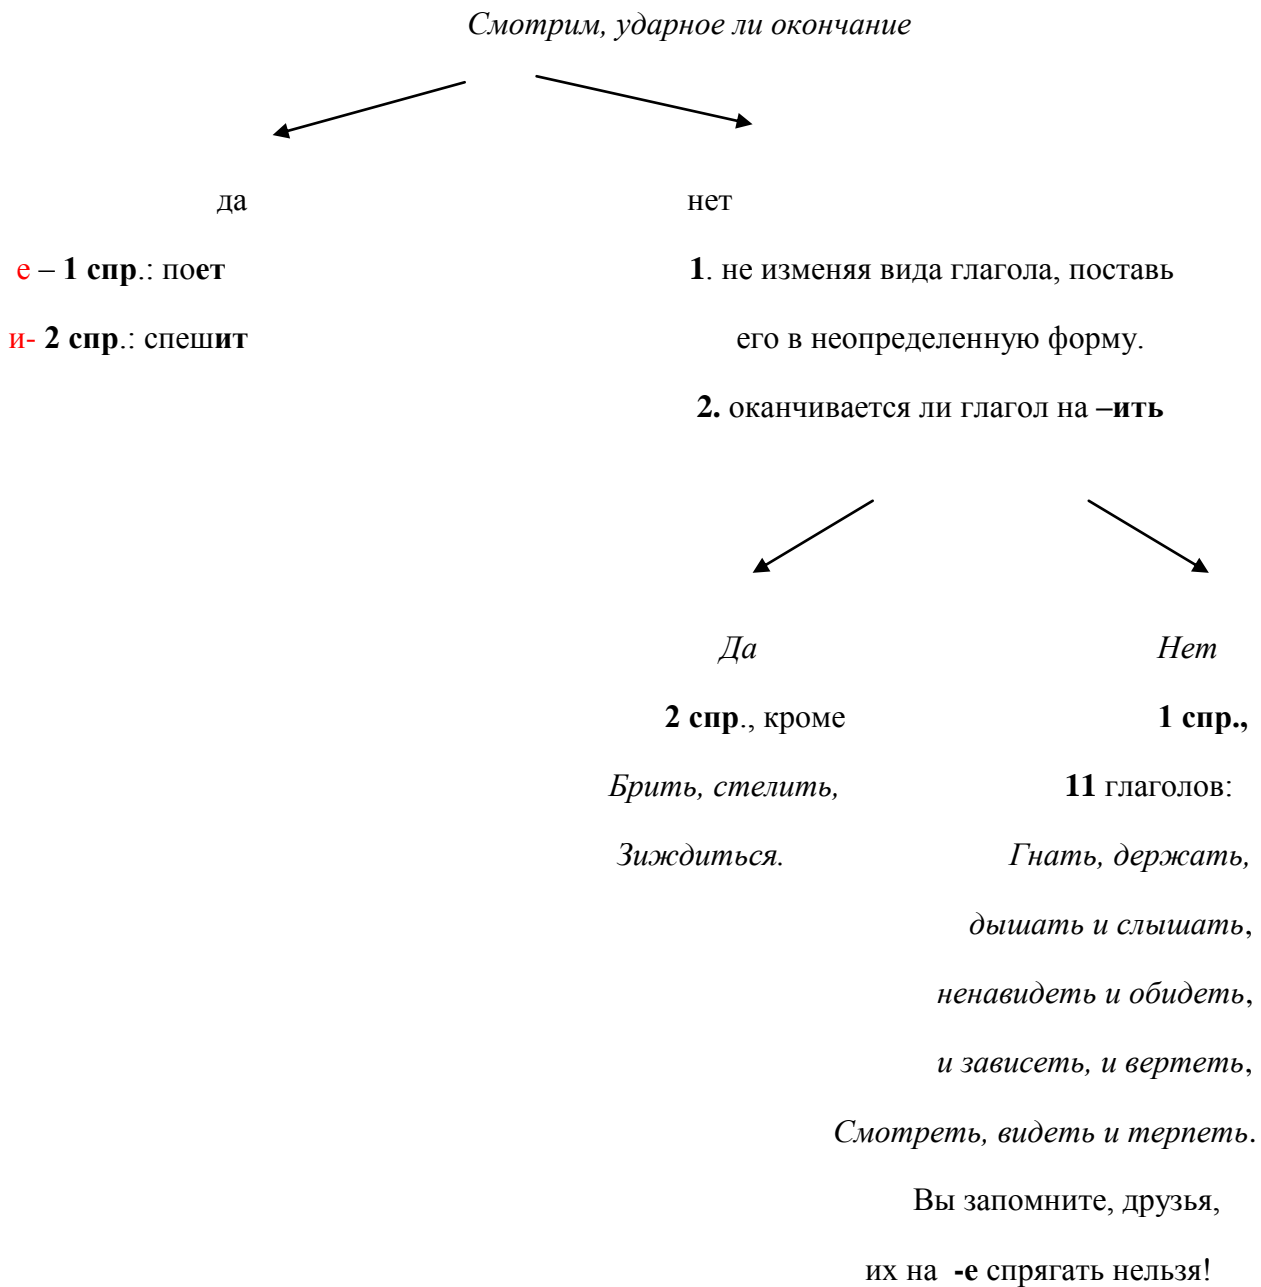 Смотрим, ударное ли окончание
да нет
е – 1 спр.: поет 1. не изменяя вида глагола, поставь
и- 2 спр.: спешит его в неопределенную форму.
2. оканчивается ли глагол на –ить
Да Нет
2 спр., кроме 1 спр.,
Брить, стелить, 11 глаголов:
Зиждиться. Гнать, держать,
дышать и слышать,
ненавидеть и обидеть,
и зависеть, и вертеть,
Смотреть, видеть и терпеть.
Вы запомните, друзья,
их на -е спрягать нельзя!